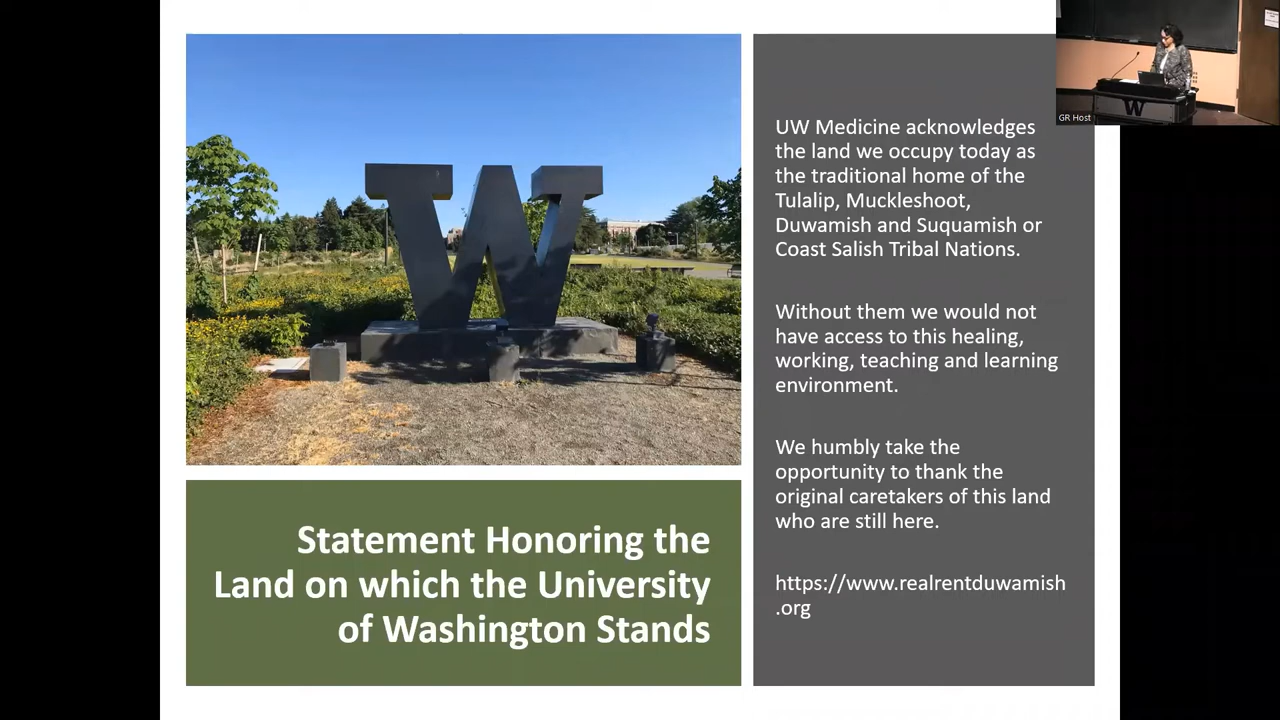 GR Host
UW Medicine acknowledges
the land we occupy today as
the traditional home of the
Tulalip, Muckleshoot,
Duwamish and Suquamish or
Coast Salish Tribal Nations.
Without them we would not
have access to this healing,
working, teaching and learning
environment.
We humbly take the
opportunity to thank the
original caretakers of this land
who are still here.
https://www.realrentduwamish
.org
W
Statement Honoring the
Land on which the University
of Washington Stands
W